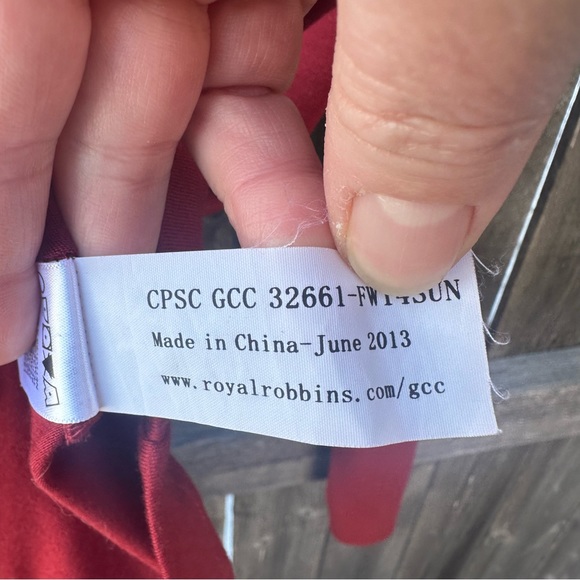 CPSC GCC 32661-FW14SUN
Made in China-June 2013
www.royalrobbins.com/gcc